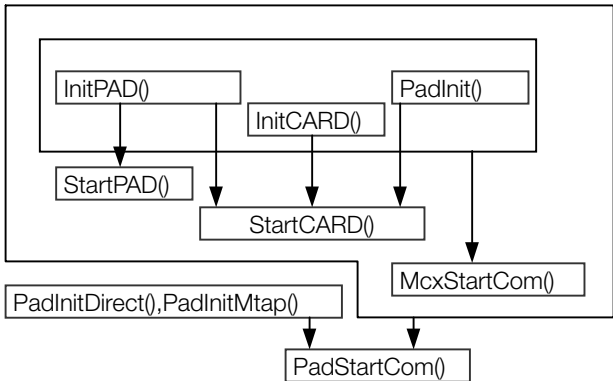 InitPAD()
PadInit()
InitCARD()
StartPAD()
StartCARD()
McxStartCom()
PadInitDirect(),PadInitMtap()
PadStartCom()